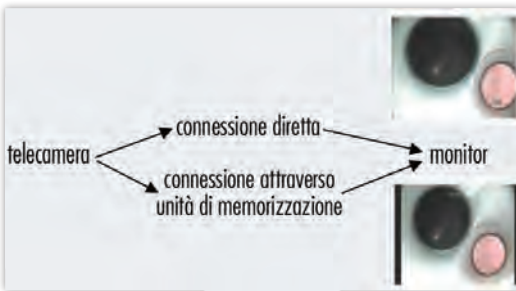 connessione diretta
telecamera
monitor
connessione attraverso
unità di memorizzazione